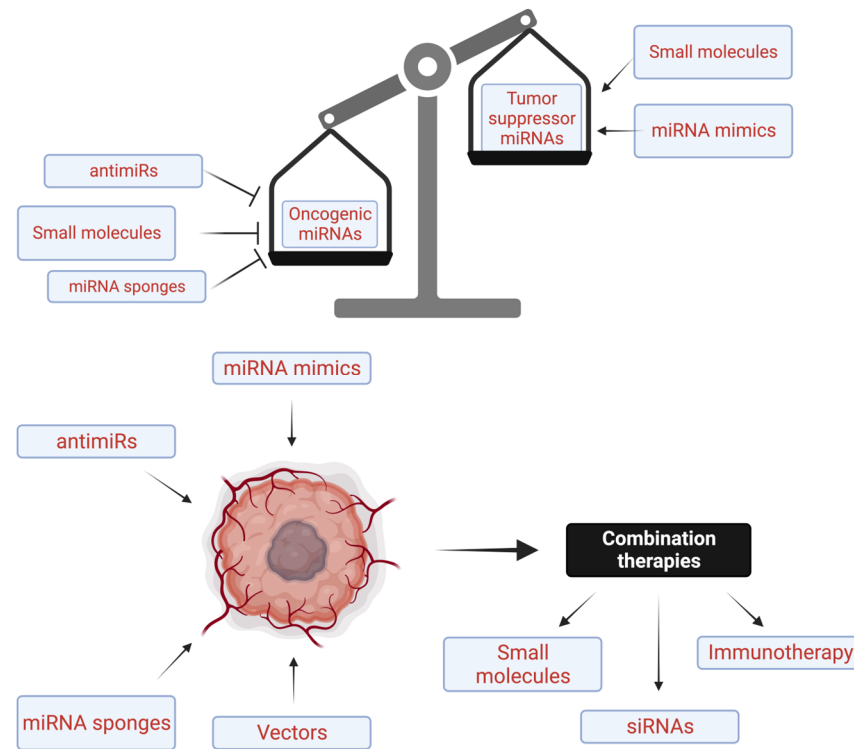 Small molecules
Tumor
suppressor
miRNAs
miRNA mimics
antimiRs
Oncogenic
miRNAs
Small molecules
miRNA sponges
miRNA mimics
antimiRs
Combination
therapies
Small
molecules
Immunotherapy
miRNA sponges
Vectors
siRNAs